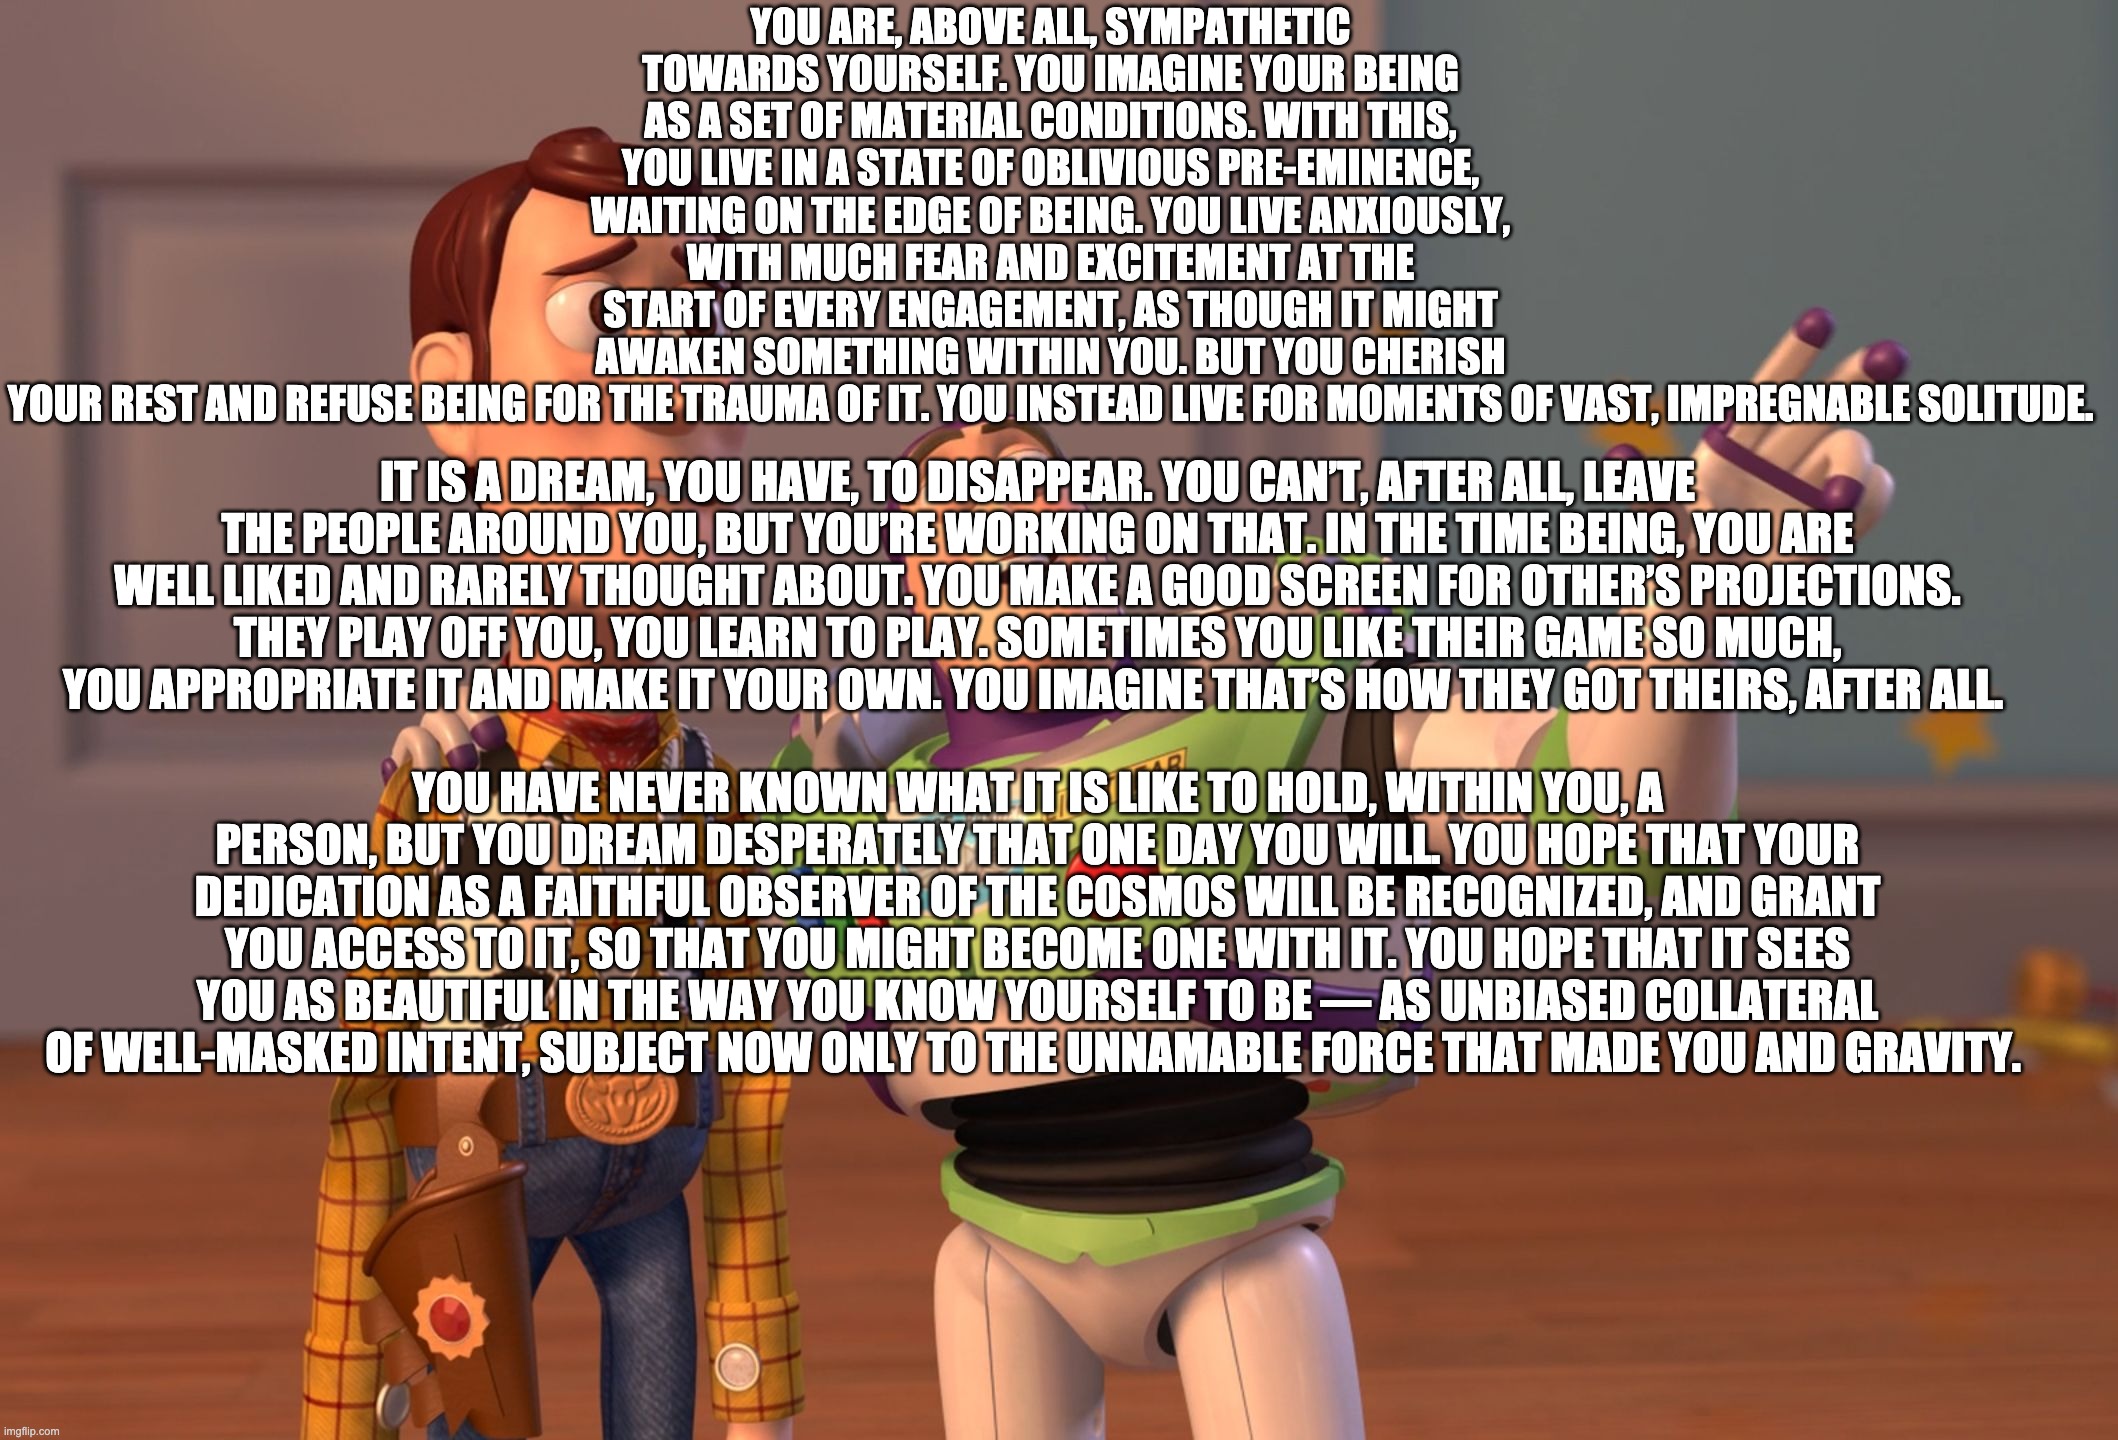 YOU ARE, ABOVE ALL, SYMPATHETIC
TOWARDS YOURSELF. YOU IMAGINE YOUR BEING
AS A SET OF MATERIAL CONDITIONS. WITH THIS,
YOU LIVE IN A STATE OF OBLIVIOUS PRE-EMINENCE,
WAITING ON THE EDGE OF BEING. YOU LIVE ANXIOUSLY,
WITH MUCH FEAR AND EXCITEMENT AT THE
START OF EVERY ENGAGEMENT, AS THOUGH IT MIGHT
AWAKEN SOMETHING WITHIN YOU. BUT YOU CHERISH
YOUR REST AND REFUSE BEING FOR THE TRAUMA OF IT. YOU INSTEAD LIVE FOR MOMENTS OF VAST, IMPREGNABLE SOLITUDE.
IT IS A DREAM, YOU HAVE, TO DISAPPEAR. YOU CAN'T, AFTER ALL, LEAVE
THE PEOPLE AROUND YOU, BUT YOU'RE WORKING ON THAT. IN THE TIME BEING, YOU ARE
WELL LIKED AND RARELY THOUGHT ABOUT. YOU MAKE A GOOD SCREEN FOR OTHER'S PROJECTIONS.
THEY PLAY OFF YOU, YOU LEARN TO PLAY. SOMETIMES YOU LIKE THEIR GAME SO MUCH,
YOU APPROPRIATE IT AND MAKE IT YOUR OWN. YOU IMAGINE THAT'S HOW THEY GOT THEIRS, AFTER ALL.
YOU HAVE NEVER KNOWN WHAT IT IS LIKE TO HOLD, WITHIN YOU, A
PERSON, BUT YOU DREAM DESPERATELY THAT ONE DAY YOU WILL. YOU HOPE THAT YOUR
DEDICATION AS A FAITHFUL OBSERVER OF THE COSMOS WILL BE RECOGNIZED, AND GRANT
YOU ACCESS TO IT, SO THAT YOU MIGHT BECOME ONE WITH IT. YOU HOPE THAT IT SEES
YOU AS BEAUTIFUL IN THE WAY YOU KNOW YOURSELF TO BE — AS UNBIASED COLLATERAL
OF WELL-MASKED INTENT, SUBJECT NOW ONLY TO THE UNNAMABLE FORCE THAT MADE YOU AND GRAVITY.
imgflip.com